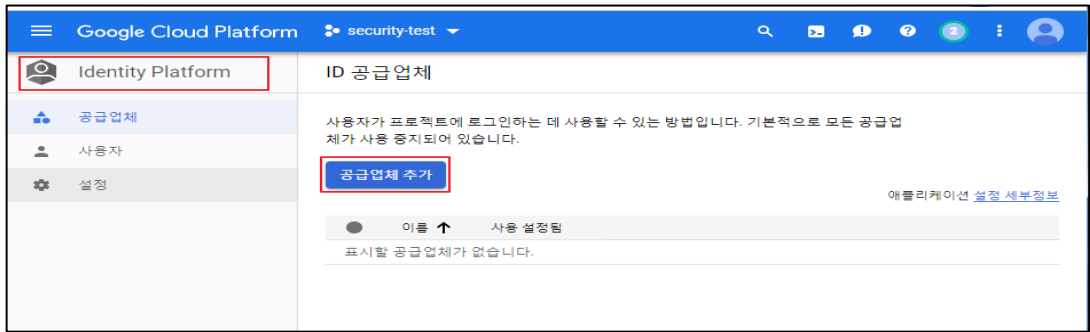 Google Cloud Platform security-test 2
Identity Platform
ID 공급업체
공급업체
사용자
설정
사용자가 프로젝트에 로그인하는 데 사용할 수 있는 방법입니다. 기본적으로 모든 공급업
체가 사용 중지되어 있습니다.
공급업체 추가
애플리케이션 설정 세부정보
이름 ↑ 사용 설정됨
표시할 공급업체가 없습니다.